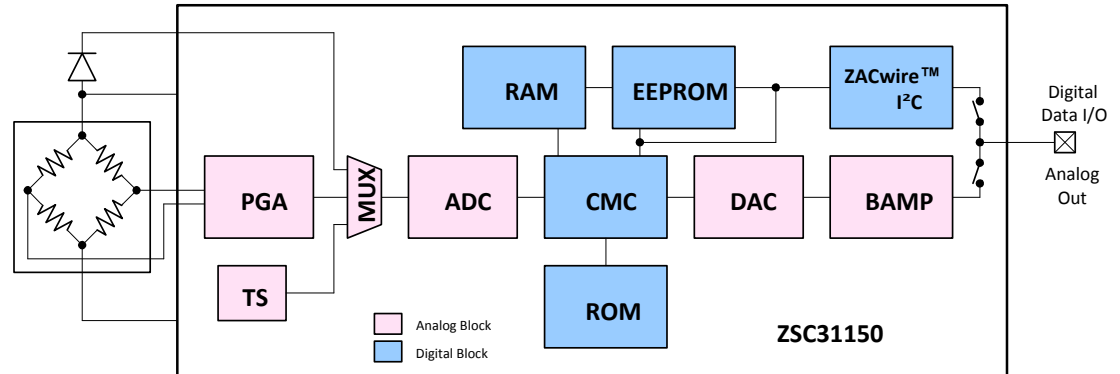 RAM
EEPROM
ZACwire™
I²C
Digital
Data I/O
Analog
Out
PGA
MUX
ADC
CMC
DAC
BAMP
TS
ROM
Analog Block
Digital Block
ZSC31150